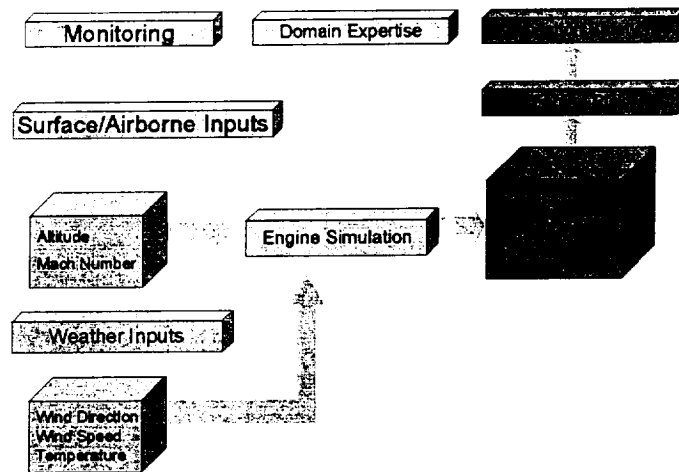 Monitoring
Domain Expertise
Surface/Airborne Inputs
Altitude
Mach Number
Engine Simulation
Weather Inputs
Wind Direction
Wind Speed
Temperature